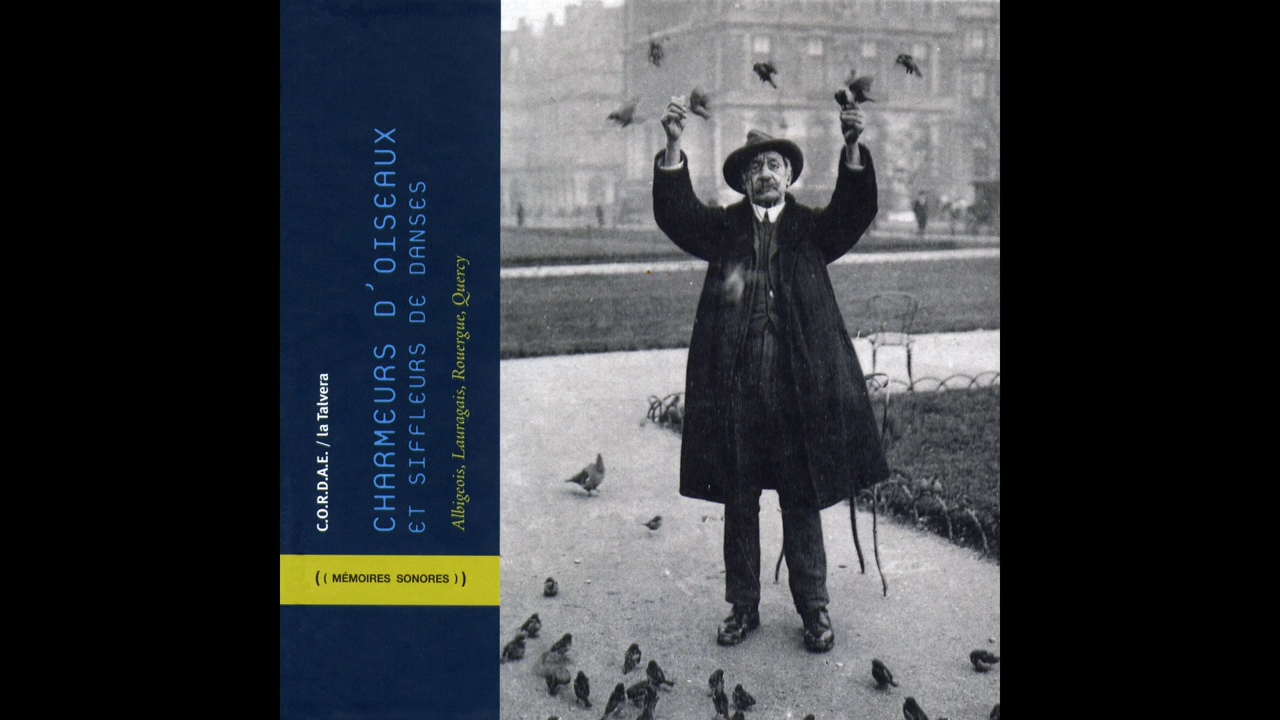 C.O.R.D.A.E. / la Talvera
CHARMEURS D'OISEAUX
ET SIFFLEURS DE DANSES
Albigeois, Lauragais, Rouergue, Quercy
(( MÉMOIRES SONORES ))